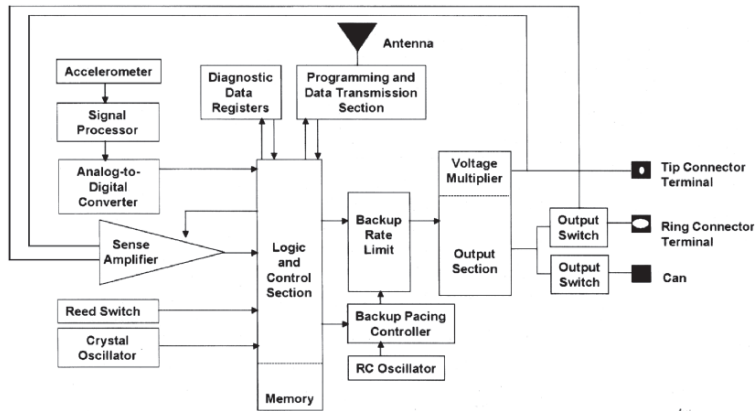 Antenna
Accelerometer
Signal
Processor
Analog-to-
Digital
Converter
Diagnostic
Data
Registers
Programming and
Data Transmission
Section
Sense
Amplifier
Reed Switch
Crystal
Oscillator
Logic
and
Control
Section
Memory
Backup
Rate
Limit
Backup Pacing
Controller
RC Oscillator
Voltage
Multiplier
Output
Section
Output
Switch
Output
Switch
Tip Connector
Terminal
Ring Connector
Terminal
Can